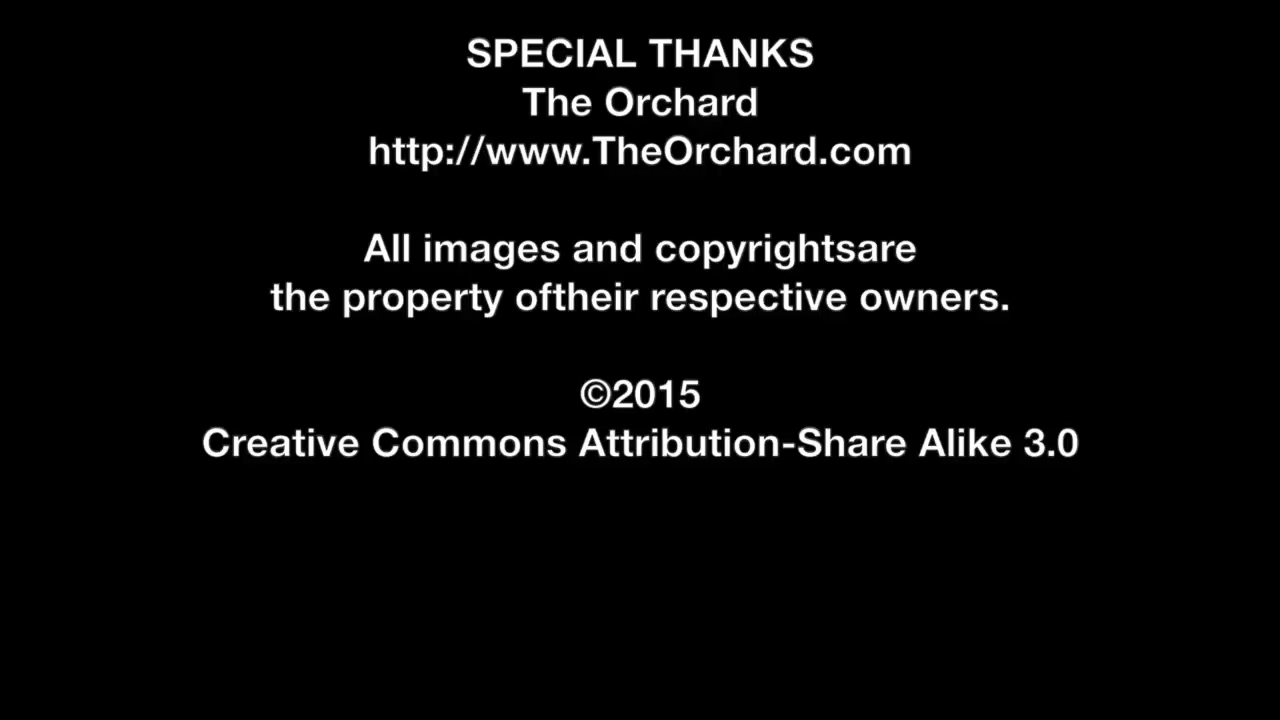 SPECIAL THANKS
The Orchard
http://www.TheOrchard.com
All images and copyrightsare
the property oftheir respective owners.
©2015
Creative Commons Attribution-Share Alike 3.0